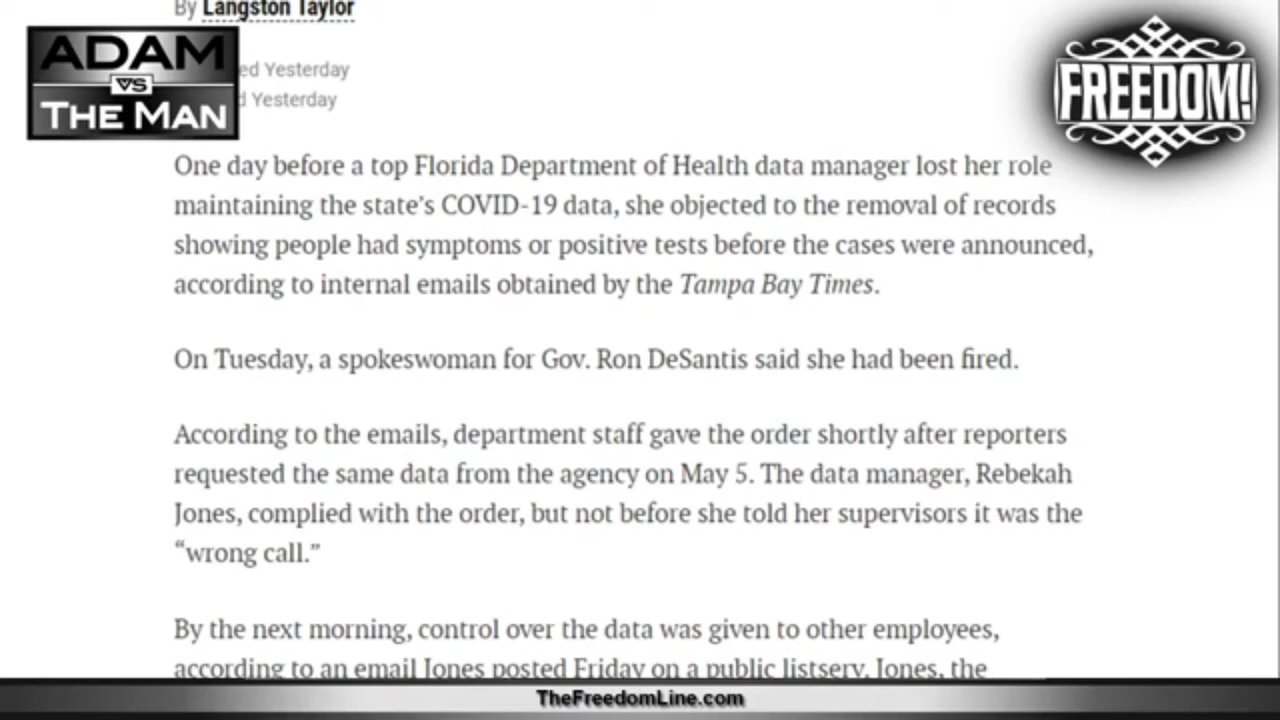 By Langston Taylor
ADAM
VS
THE MAN
ed Yesterday
d Yesterday
FREEDOM!
One day before a top Florida Department of Health data manager lost her role
maintaining the state's COVID-19 data, she objected to the removal of records
showing people had symptoms or positive tests before the cases were announced,
according to internal emails obtained by the Tampa Bay Times.
On Tuesday, a spokeswoman for Gov. Ron DeSantis said she had been fired.
According to the emails, department staff gave the order shortly after reporters
requested the same data from the agency on May 5. The data manager, Rebekah
Jones, complied with the order, but not before she told her supervisors it was the
“wrong call.”
By the next morning, control over the data was given to other employees,
according to an email Jones posted Friday on a public listserv. Jones, the
TheFreedomLine.com